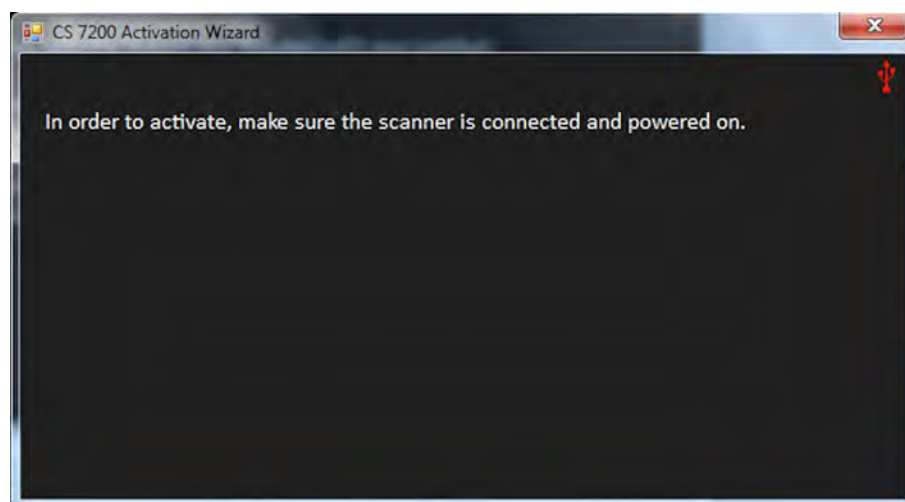 CS 7200 Activation Wizard
In order to activate, make sure the scanner is connected and powered on.